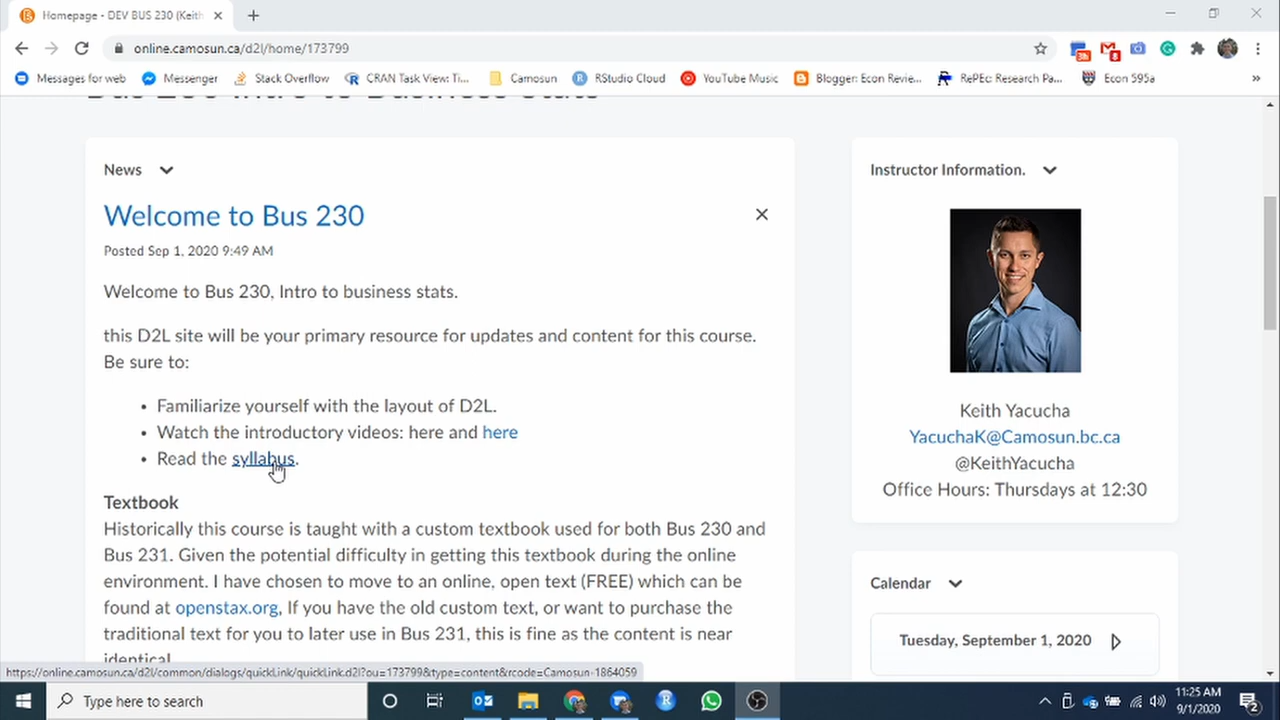 Homepage - DEV BUS 230 (Keith
online.camosun.ca/d2l/home/173799
3h
8
Messages for web
Messenger
Stack Overflow
CRAN Task View: Ti...
Camosun
RStudio Cloud
YouTube Music
Blogger: Econ Revie...
RePEc: Research Pa...
Econ 595a
»
Bus 230 Intro to Business Stats
News
Welcome to Bus 230
Posted Sep 1, 2020 9:49 AM
Welcome to Bus 230, Intro to business stats.
this D2L site will be your primary resource for updates and content for this course.
Be sure to:
• Familiarize yourself with the layout of D2L.
• Watch the introductory videos: here and here
• Read the syllabus.
Textbook
Historically this course is taught with a custom textbook used for both Bus 230 and
Bus 231. Given the potential difficulty in getting this textbook during the online
environment. I have chosen to move to an online, open text (FREE) which can be
found at openstax.org, If you have the old custom text, or want to purchase the
traditional text for you to later use in Bus 231, this is fine as the content is near
identical
Instructor Information.
Keith Yacucha
YacuchaK@Camosun.bc.ca
@KeithYacucha
Office Hours: Thursdays at 12:30
Calendar
Tuesday, September 1, 2020
https://online.camosun.ca/d2l/common/dialogs/quickLink/quickLink.d2l?ou=173799&type=content&rcode=Camosun-1864059
Type here to search
11:25 AM
9/1/2020
2